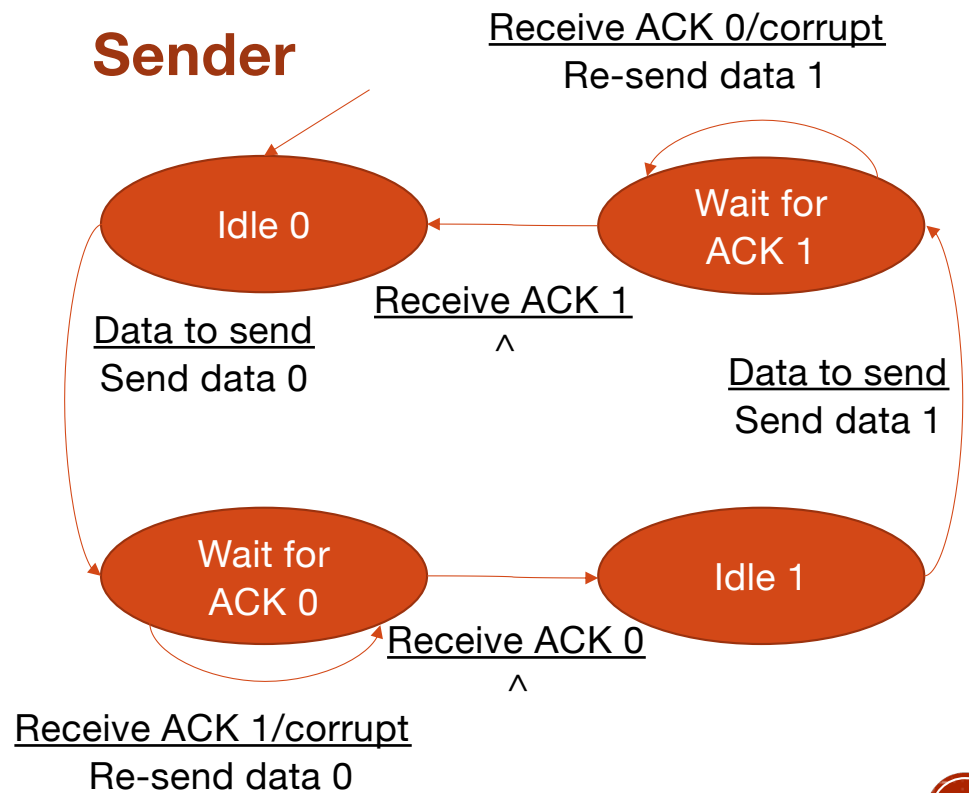 Sender
Receive ACK 0/corrupt
Re-send data 1
Idle 0
Wait for
ACK 1
Receive ACK 1
^
Data to send
Send data 0
Data to send
Send data 1
Wait for
ACK 0
Idle 1
Receive ACK 0
^
Receive ACK 1/corrupt
Re-send data 0